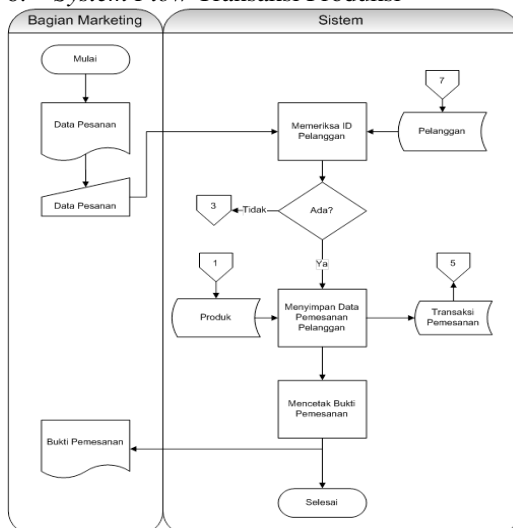 System Flow Transaksi Produksi
Bagian Marketing
Sistem
Mulai
7
Data Pesanan
Memeriksa ID
Pelanggan
Pelanggan
Data Pesanan
3
Tidak
Ada?
Ya
1
5
Produk
Menyimpan Data
Pemesanan
Pelanggan
Transaksi
Pemesanan
Mencetak Bukti
Pemesanan
Bukti Pemesanan
Selesai